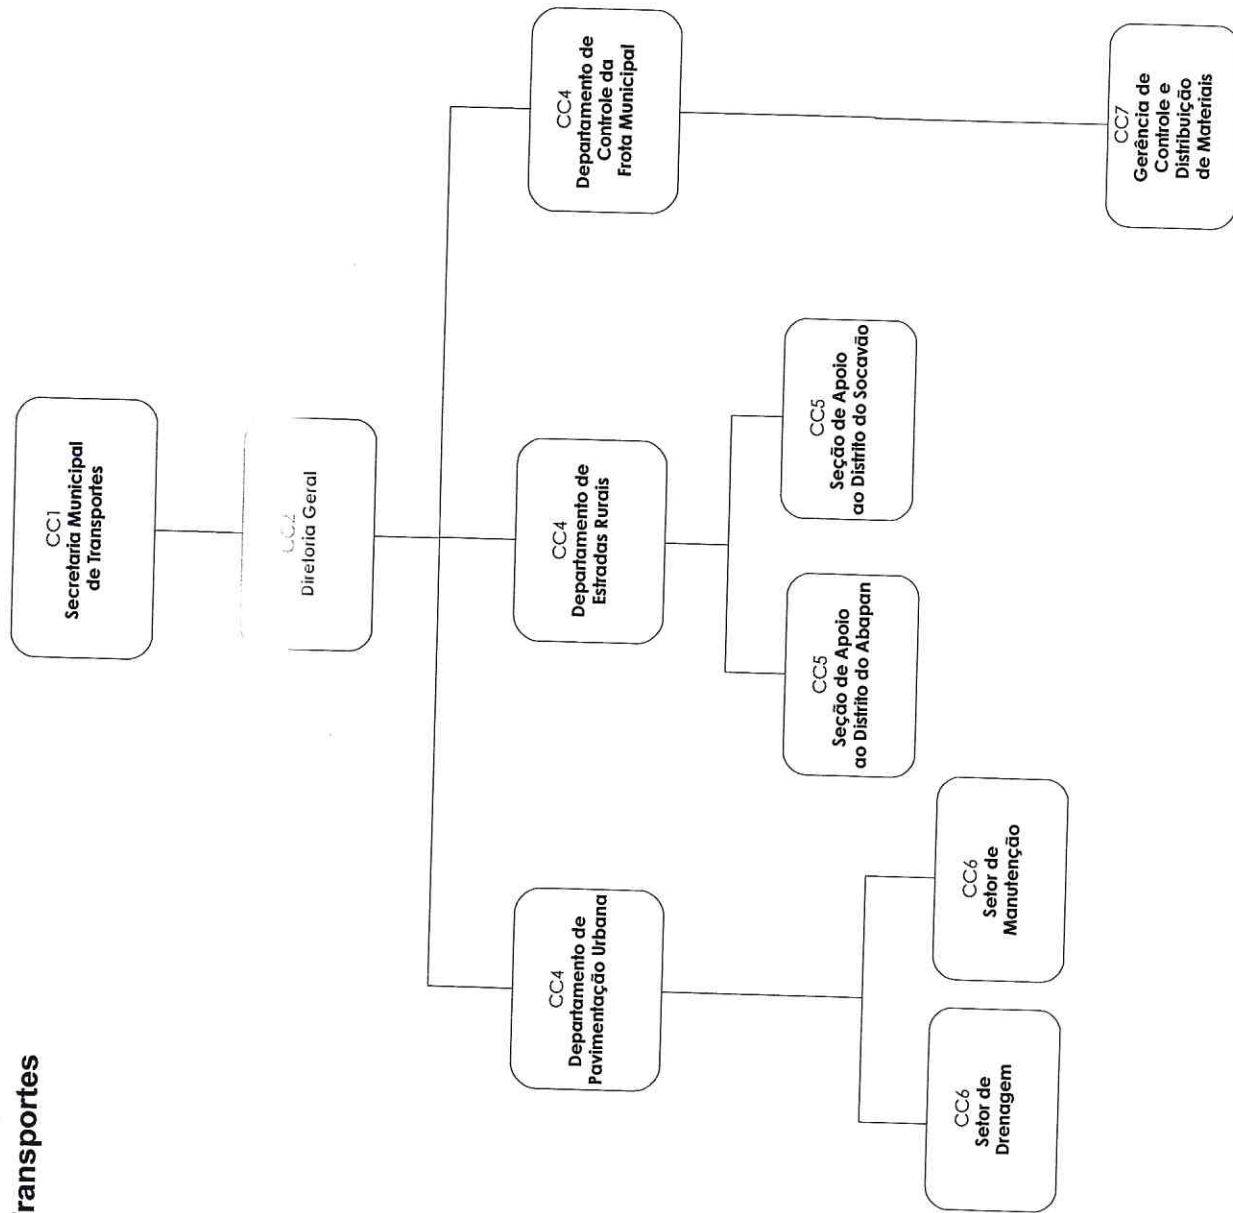 ransportes
CC1
Secretaria Municipal
de Transportes
CC2
Diretoria Geral
CC4
Departamento de
Pavimentação Urbana
CC4
Departamento de
Estradas Rurais
CC4
Departamento de
Controle da
Frota Municipal
CC6
Setor de
Drenagem
CC6
Setor de
Manutenção
CC5
Seção de Apoio
ao Distrito do Abapan
CC5
Seção de Apoio
ao Distrito do Socavão
CC7
Gerência de
Controle e
Distribuição
de Materiais